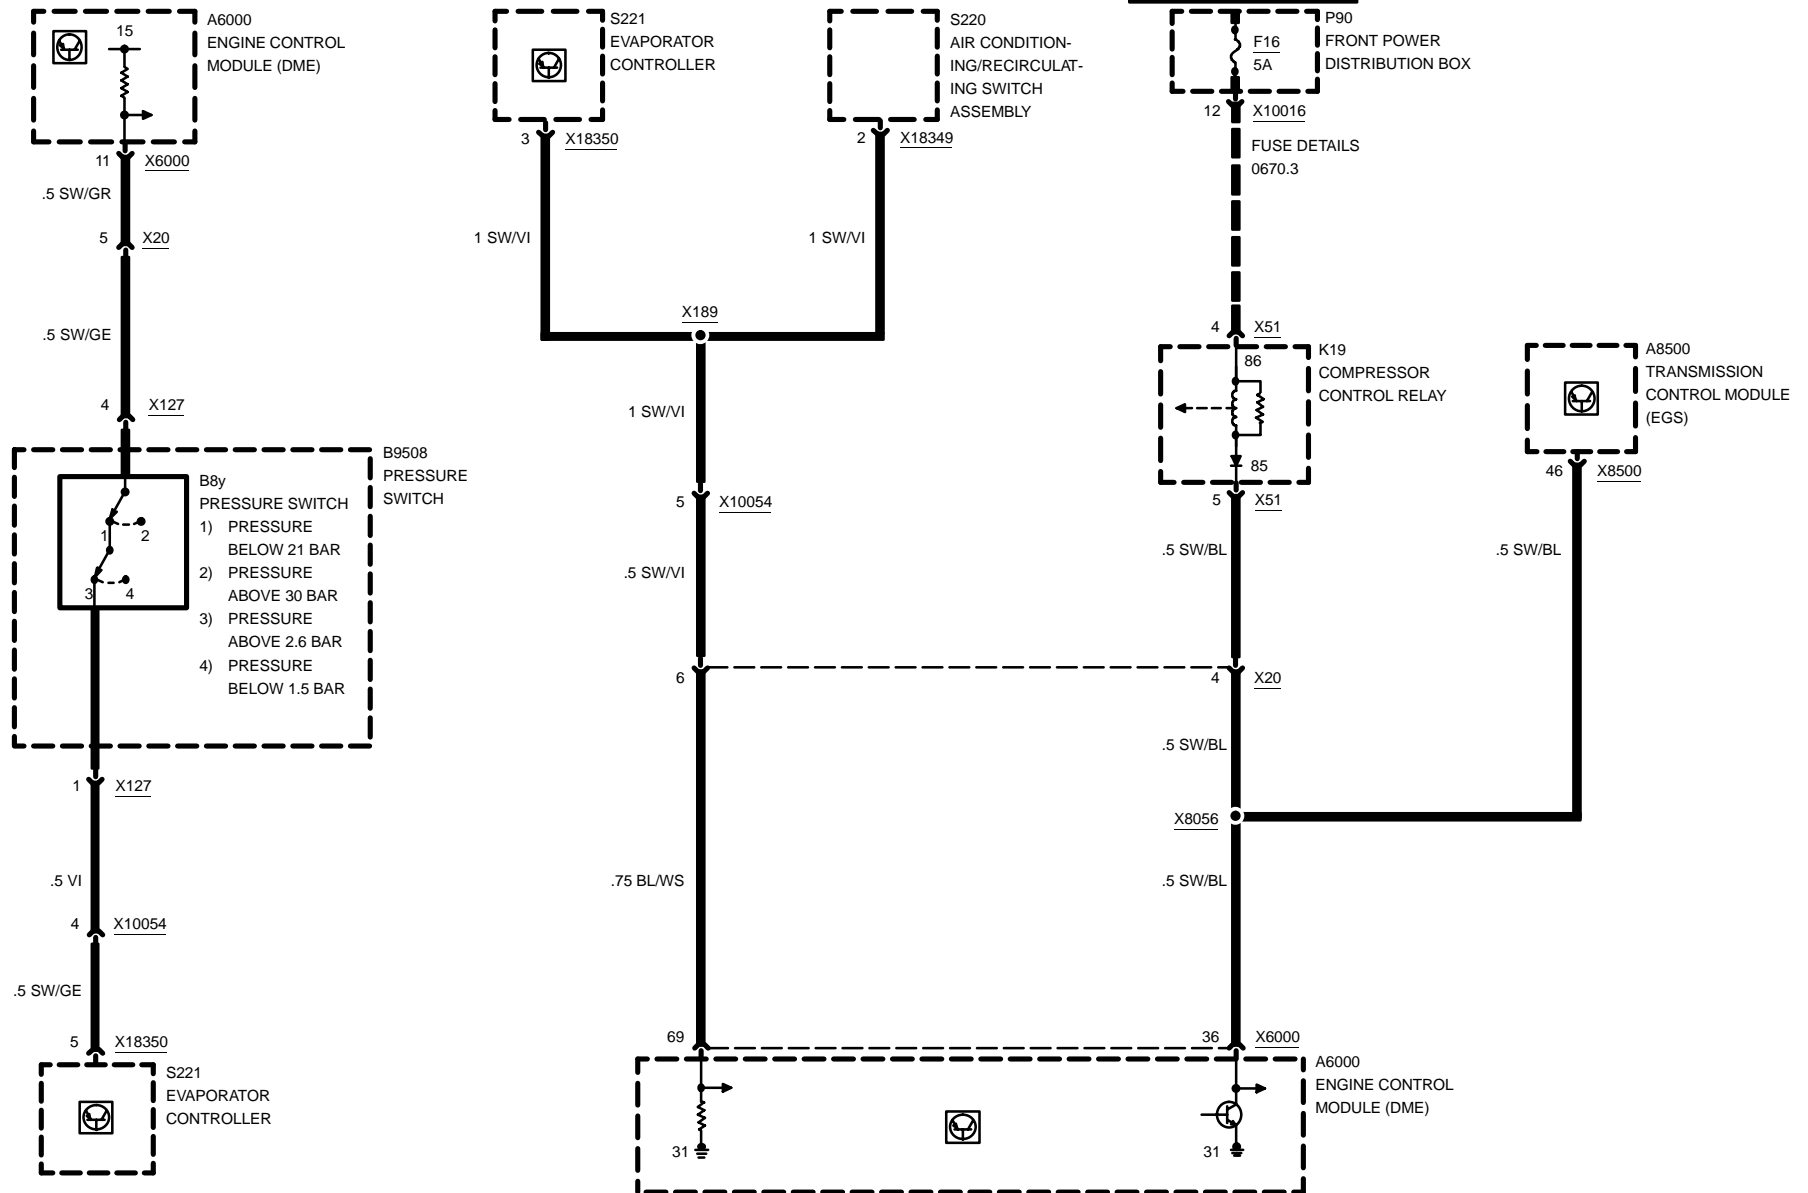 A6000
ENGINE CONTROL
MODULE (DME)
15
11 X6000
.5 SW/GR
5 X20
.5 SW/GE
4 X127
B9508
PRESSURE
SWITCH
B8y
PRESSURE SWITCH
1) PRESSURE
BELOW 21 BAR
2) PRESSURE
ABOVE 30 BAR
3) PRESSURE
ABOVE 2.6 BAR
4) PRESSURE
BELOW 1.5 BAR
1 2
3 4
1 X127
.5 VI
4 X10054
.5 SW/GE
5 X18350
S221
EVAPORATOR
CONTROLLER
S221
EVAPORATOR
CONTROLLER
3 X18350
1 SW/VI
S220
AIR CONDITION-
ING/RECIRCULAT-
ING SWITCH
ASSEMBLY
2 X18349
1 SW/VI
X189
1 SW/VI
5 X10054
.5 SW/VI
6
.75 BL/WS
69
P90
FRONT POWER
DISTRIBUTION BOX
F16
5A
12 X10016
FUSE DETAILS
0670.3
4 X51
K19
COMPRESSOR
CONTROL RELAY
86
85
5 X51
.5 SW/BL
4 X20
.5 SW/BL
X8056
.5 SW/BL
36 X6000
A8500
TRANSMISSION
CONTROL MODULE
(EGS)
46 X8500
.5 SW/BL
A6000
ENGINE CONTROL
MODULE (DME)
31 31